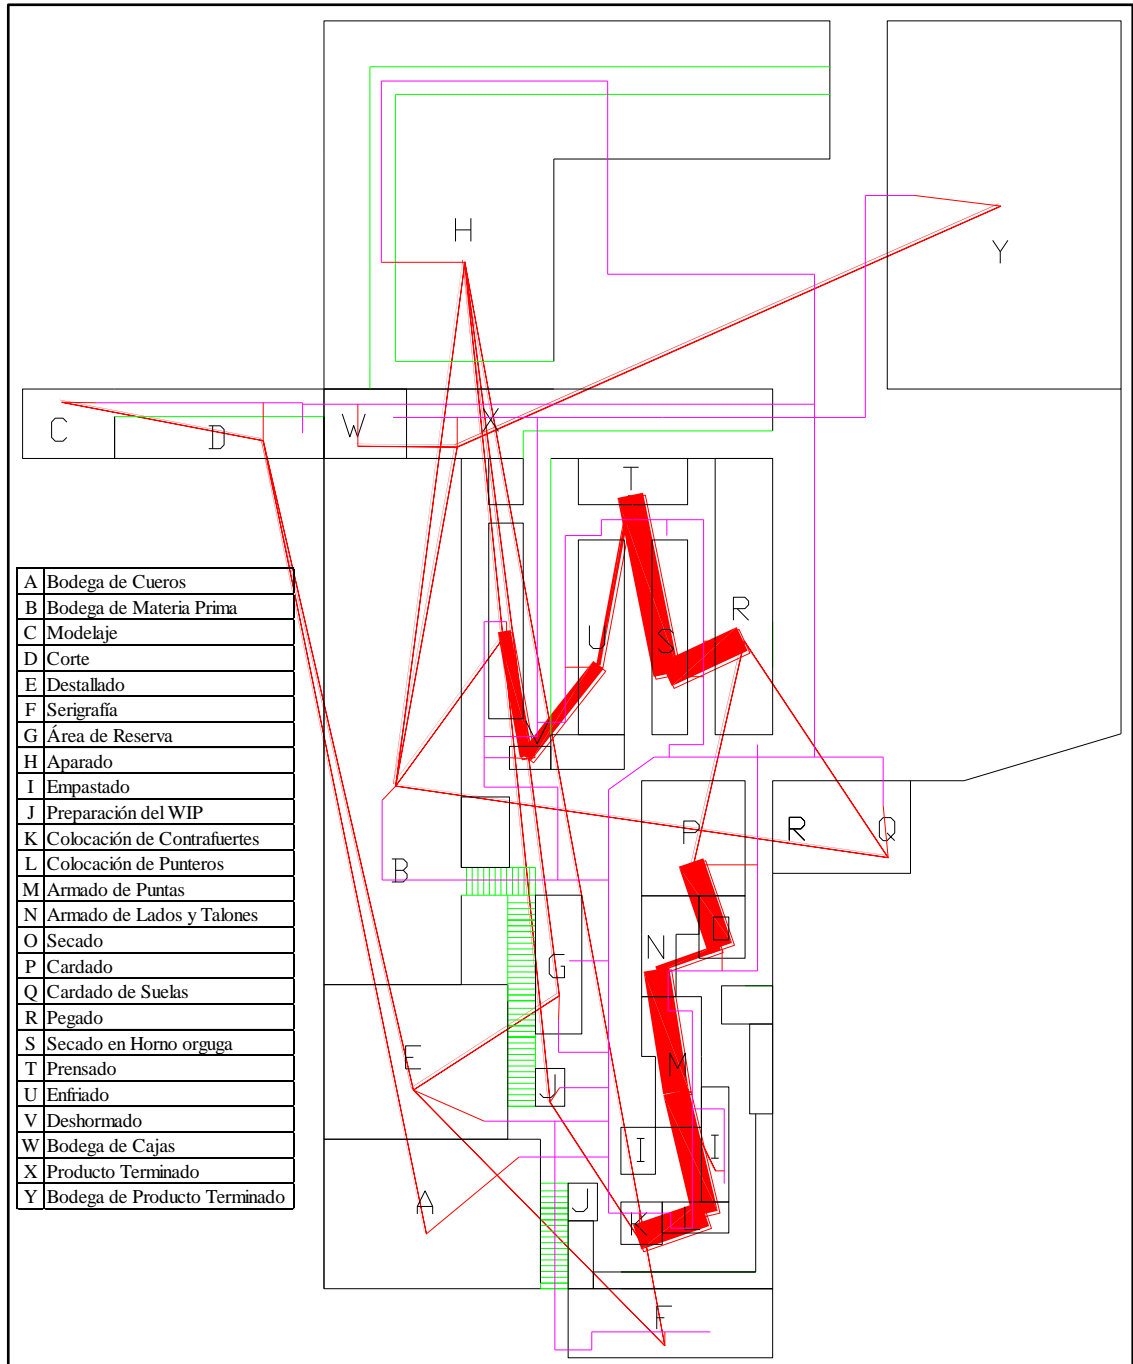 H
Y
C
D
W
X
T
R
U
S
V
A Bodega de Cueros
B Bodega de Materia Prima
C Modelaje
D Corte
E Destallado
F Serigrafía
G Área de Reserva
H Aparado
I Empastado
J Preparación del WIP
K Colocación de Contrafuertes
L Colocación de Punteros
M Armado de Puntas
N Armado de Lados y Talones
O Secado
P Cardado
Q Cardado de Suelas
R Pegado
S Secado en Horno orguga
T Prensado
U Enfriado
V Deshormado
W Bodega de Cajas
X Producto Terminado
Y Bodega de Producto Terminado
P
R
Q
B
O
N
G
E
M
J
I
I
A
J
K
L
F